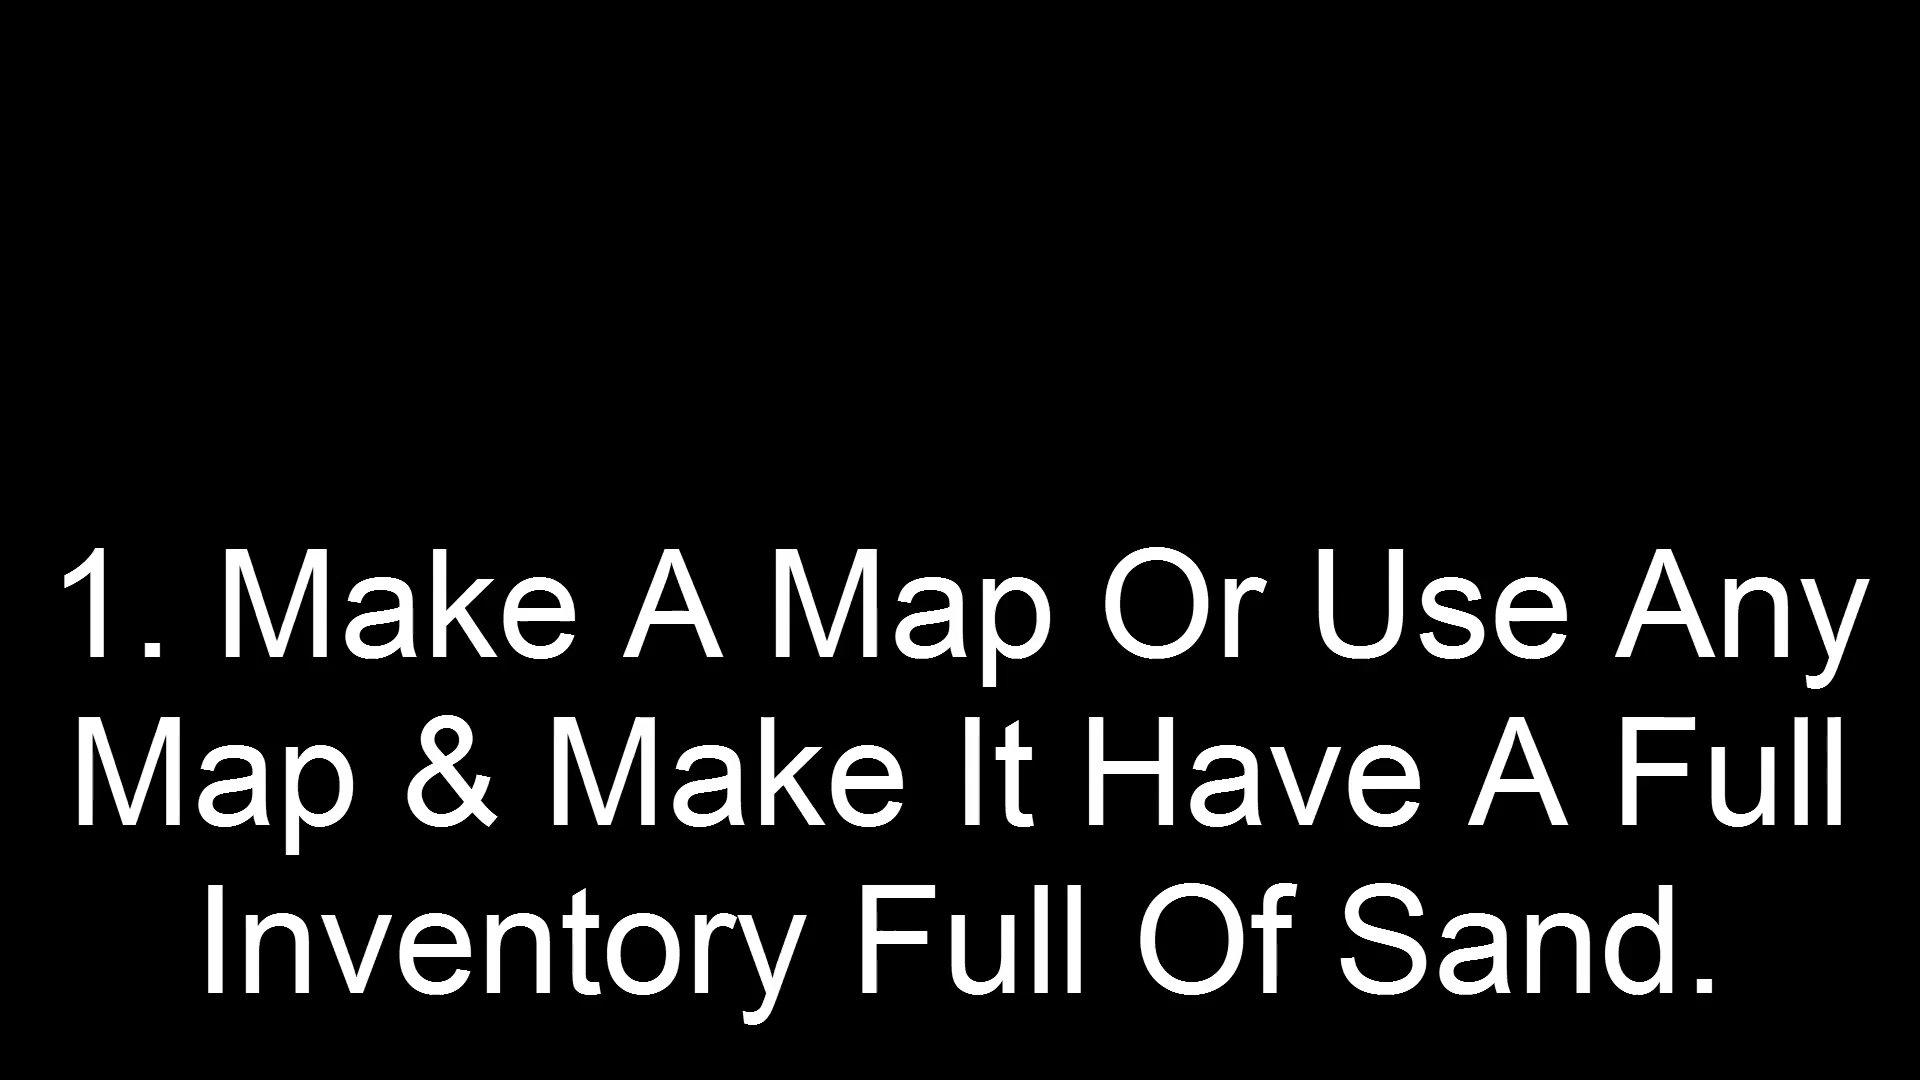 1. Make A Map Or Use Any
Map & Make It Have A Full
Inventory Full Of Sand.